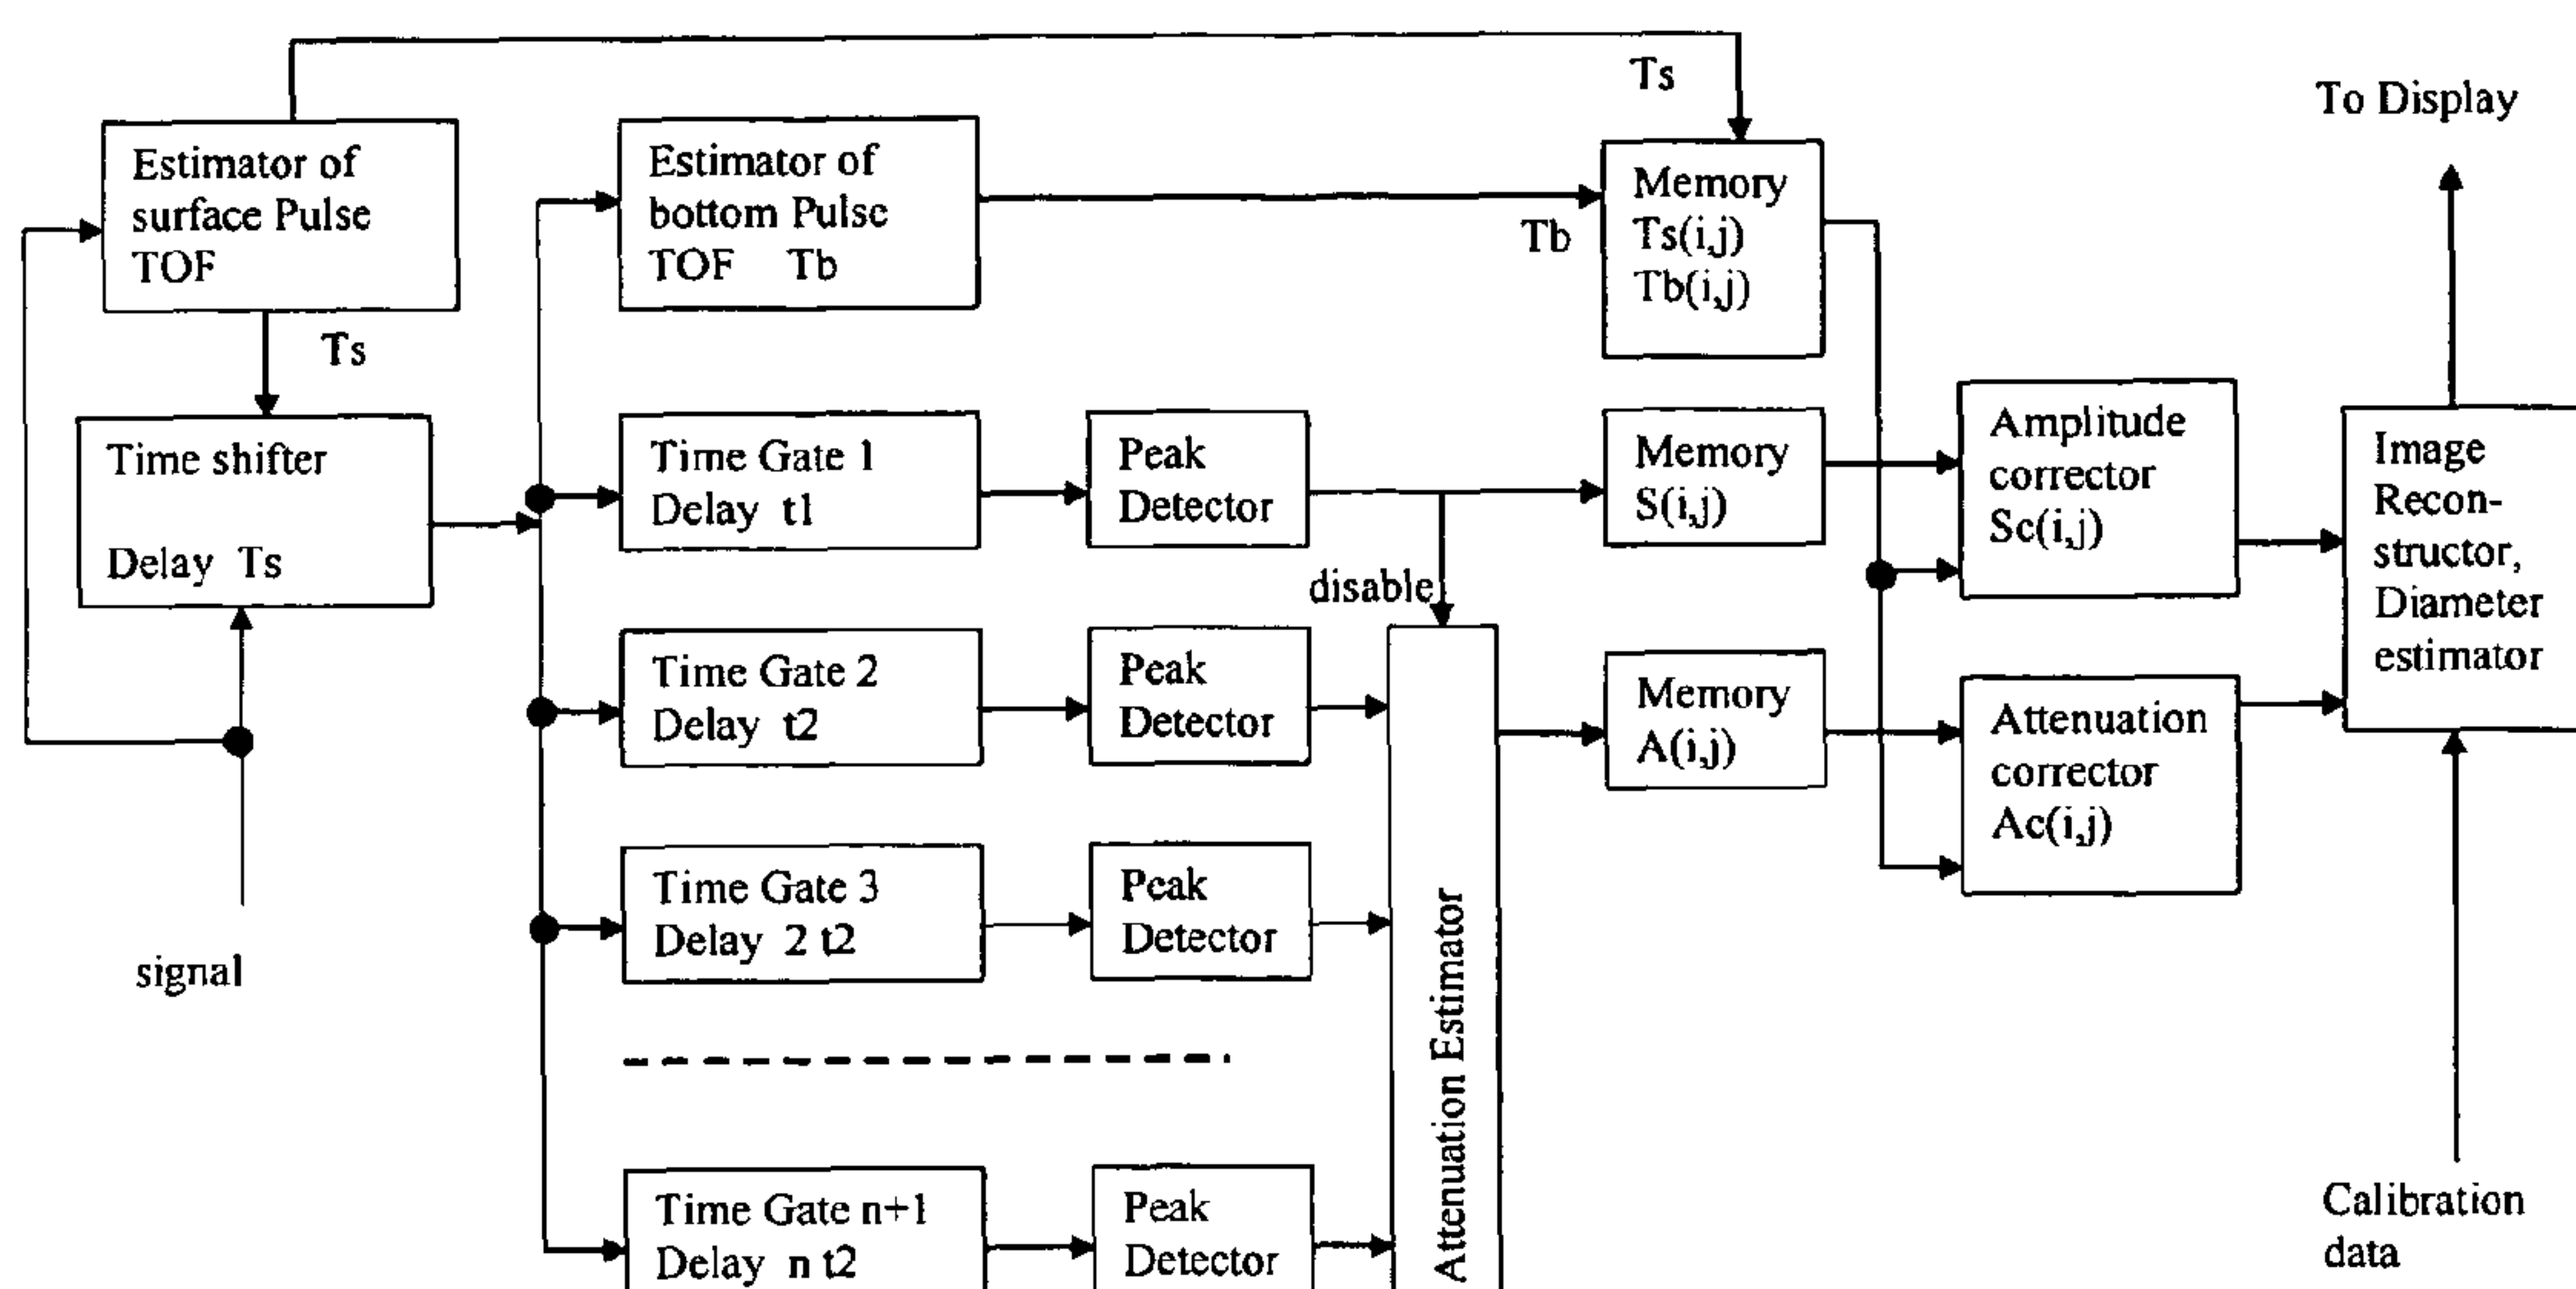 Ts
To Display
Estimator of
surface Pulse
TOF
Estimator of
bottom Pulse
TOF Tb
Tb
Memory
Ts(i,j)
Tb(i,j)
Ts
Time shifter
Delay Ts
Time Gate 1
Delay t1
Peak
Detector
Memory
S(i,j)
Amplitude
corrector
Sc(i,j)
Image
Recon-
structor,
Diameter
estimator
disable
Time Gate 2
Delay t2
Peak
Detector
Memory
A(i,j)
Attenuation
corrector
Ac(i,j)
Time Gate 3
Delay 2 t2
Peak
Detector
Attenuation Estimator
signal
Time Gate n+1
Delay n t2
Peak
Detector
Calibration
data